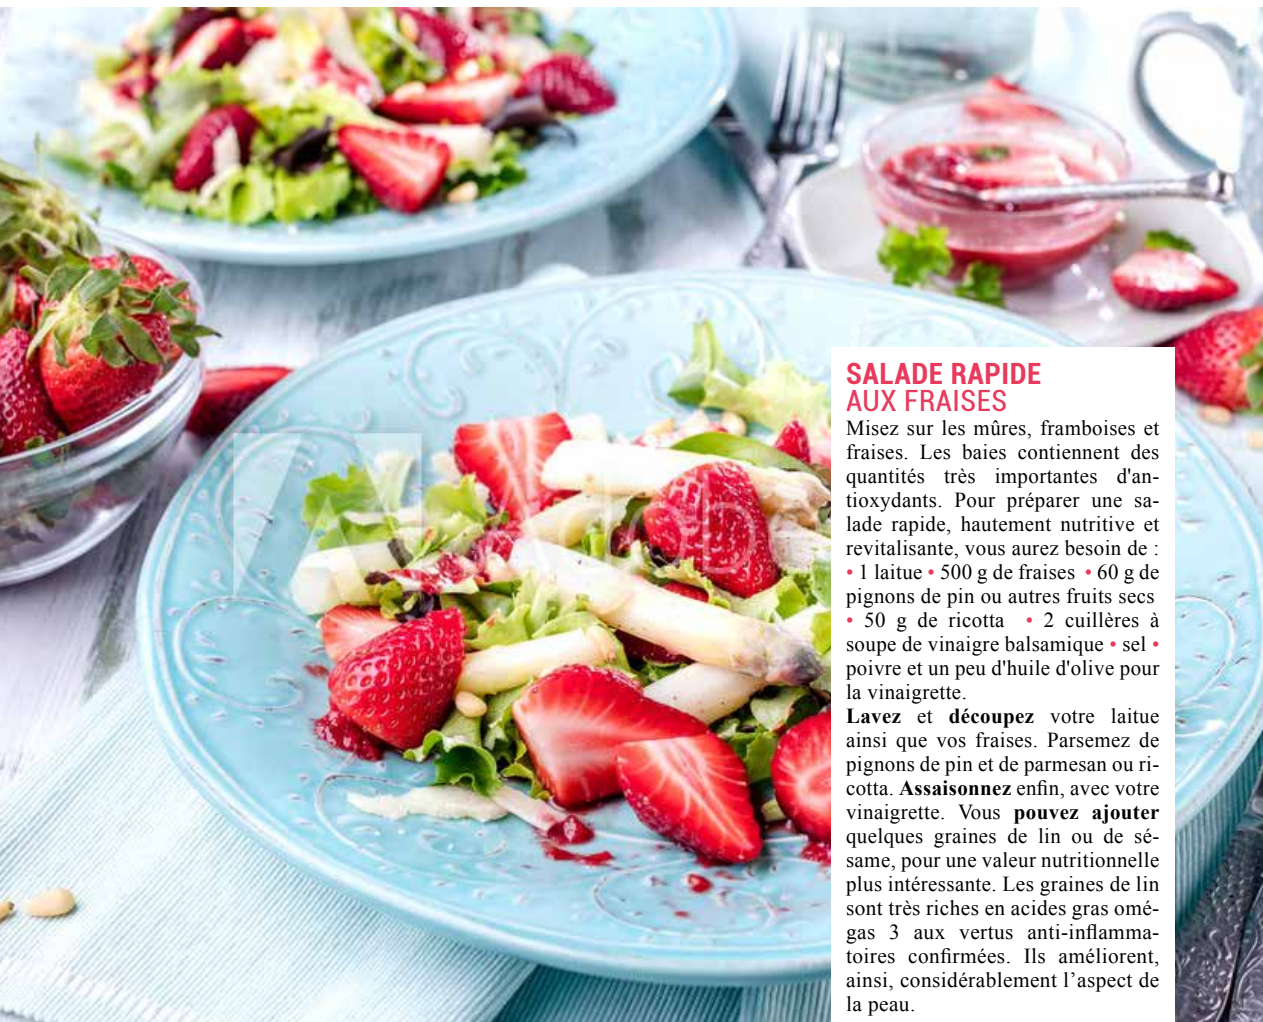 SALADE RAPIDE
AUX FRAISES
Misez sur les mûres, framboises et
fraises. Les baies contiennent des
quantités très importantes d'an-
tioxydants. Pour préparer une sa-
lade rapide, hautement nutritive et
revitalisante, vous aurez besoin de :
• 1 laitue • 500 g de fraises • 60 g de
pignons de pin ou autres fruits secs
• 50 g de ricotta • 2 cuillères à
soupe de vinaigre balsamique • sel •
poivre et un peu d'huile d'olive pour
la vinaigrette.
Lavez et découpez votre laitue
ainsi que vos fraises. Parsemez de
pignons de pin et de parmesan ou ri-
cotta. Assaisonnez enfin, avec votre
vinaigrette. Vous pouvez ajouter
quelques graines de lin ou de sé-
same, pour une valeur nutritionnelle
plus intéressante. Les graines de lin
sont très riches en acides gras omé-
gas 3 aux vertus anti-inflamma-
toires confirmées. Ils améliorent,
ainsi, considérablement l’aspect de
la peau.